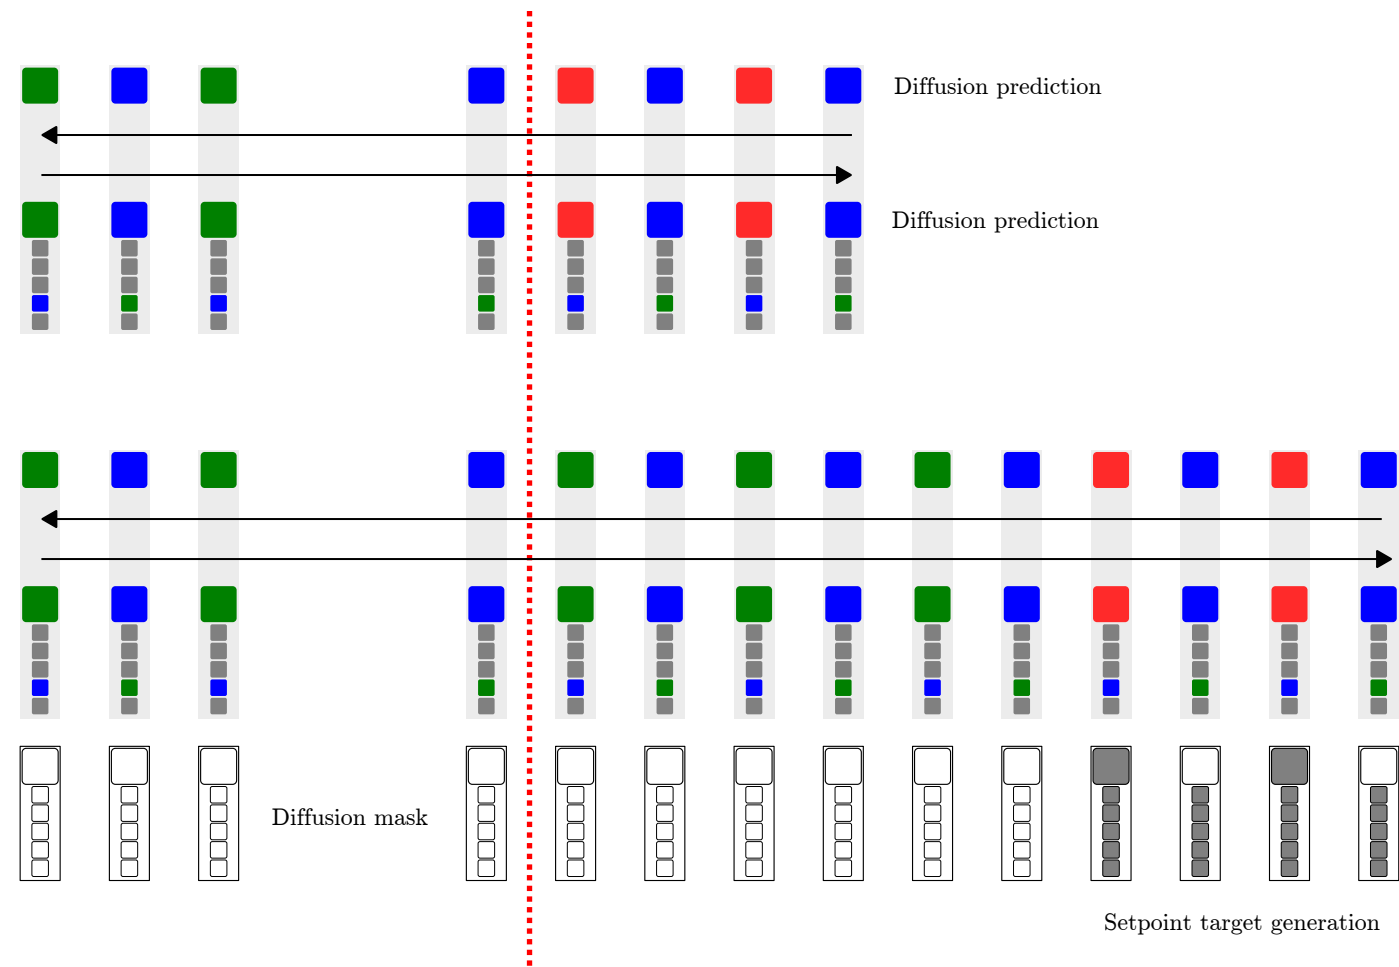 Diffusion prediction
Diffusion prediction
Diffusion mask
Setpoint target generation